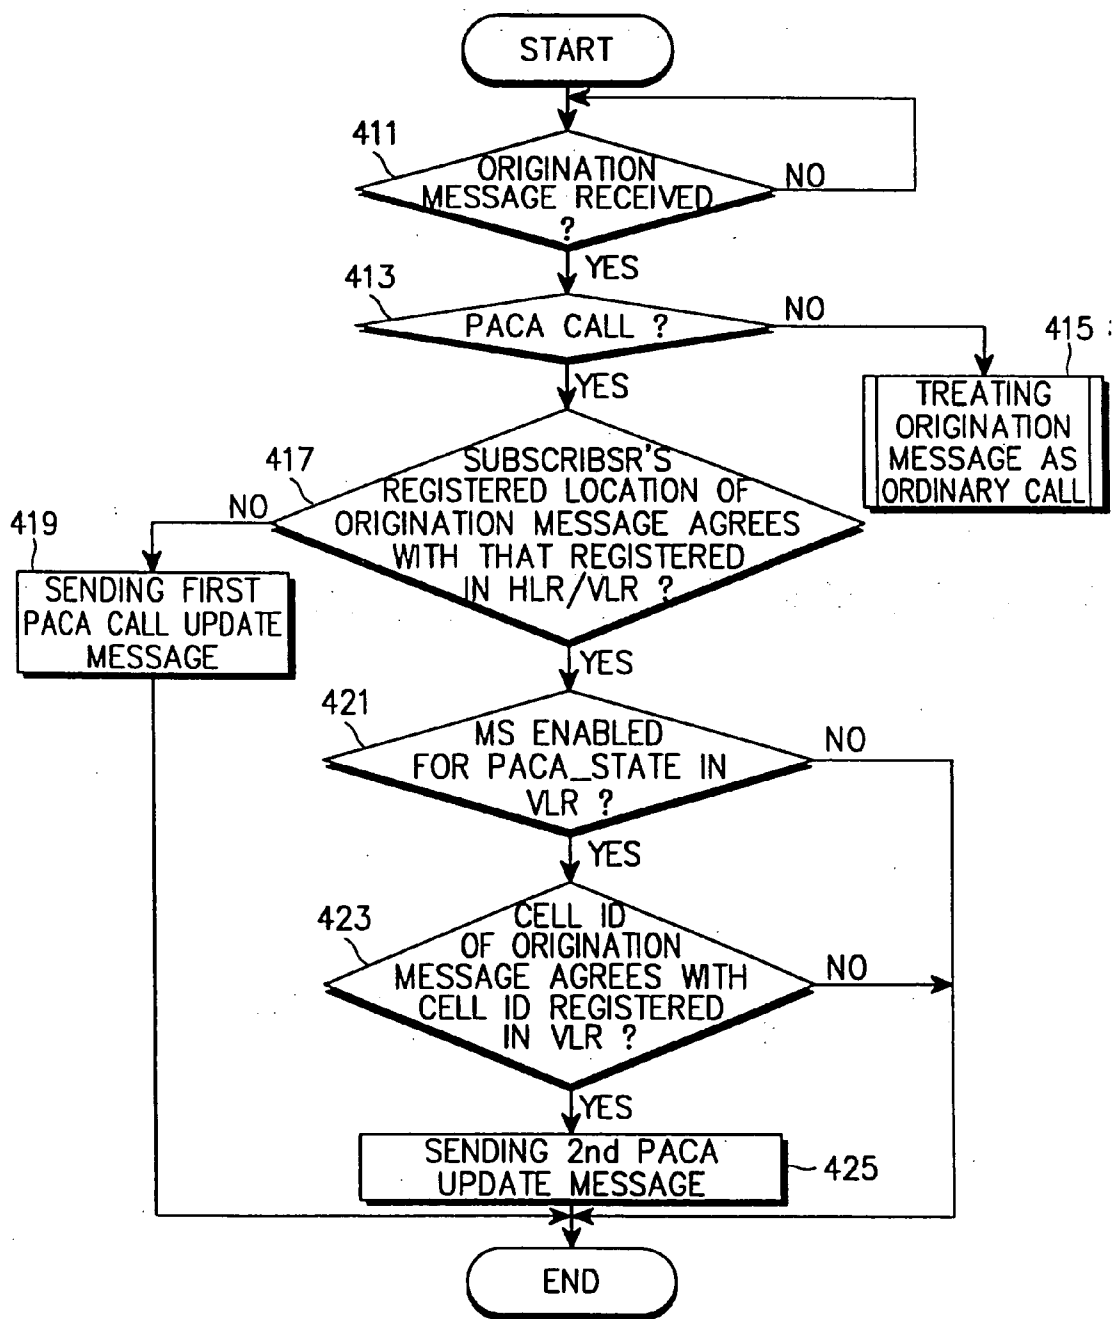 START
411
ORIGINATION
MESSAGE RECEIVED
?
NO
YES
413
PACA CALL ?
NO
415 :
YES
TREATING
ORIGINATION
MESSAGE AS
ORDINARY CALL
417
SUBSCRIBSR'S
REGISTERED LOCATION OF
ORIGINATION MESSAGE AGREES
WITH THAT REGISTERED
IN HLR/VLR ?
NO
419
SENDING FIRST
PACA CALL UPDATE
MESSAGE
YES
421
MS ENABLED
FOR PACA_STATE IN
VLR ?
NO
YES
423
CELL ID
OF ORIGINATION
MESSAGE AGREES WITH
CELL ID REGISTERED
IN VLR ?
NO
YES
SENDING 2nd PACA
UPDATE MESSAGE
425
END